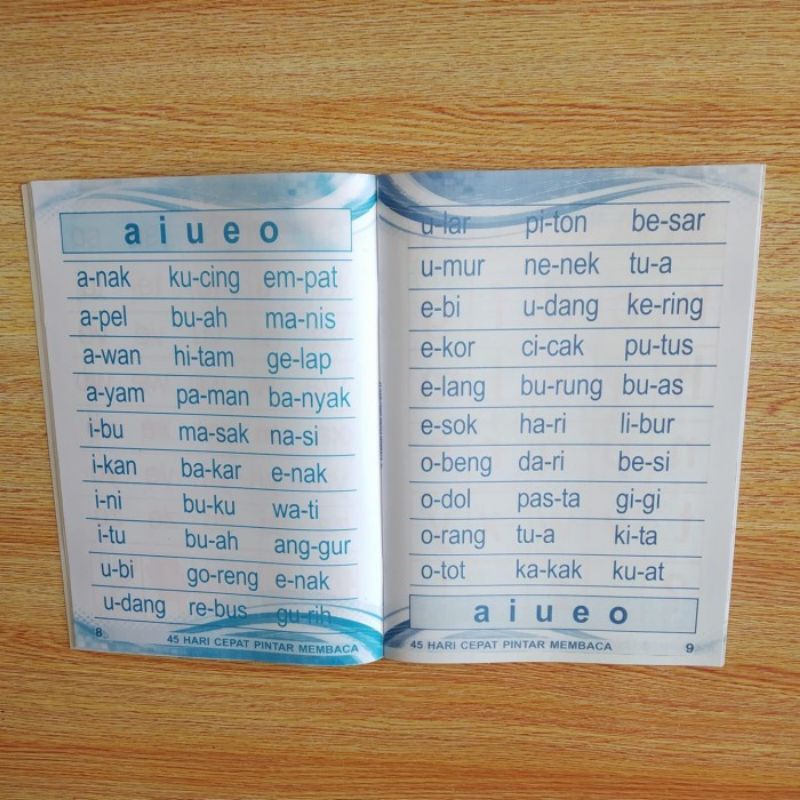 a i u e o
a-nak ku-cing em-pat
a-pel bu-ah ma-nis
a-wan hi-tam ge-lap
a-yam pa-man ba-nyak
i-bu ma-sak na-si
i-kan ba-kar e-nak
i-ni bu-ku wa-ti
i-tu bu-ah ang-gur
u-bi go-reng e-nak
u-dang re-bus gu-rih
8 45 HARI CEPAT PINTAR MEMBACA
u-lar pi-ton be-sar
u-mur ne-nek tu-a
e-bi u-dang ke-ring
e-kor ci-cak pu-tus
e-lang bu-rung bu-as
e-sok ha-ri li-bur
o-beng da-ri be-si
o-dol pas-ta gi-gi
o-rang tu-a ki-ta
o-tot ka-kak ku-at
a i u e o
45 HARI CEPAT PINTAR MEMBACA 9